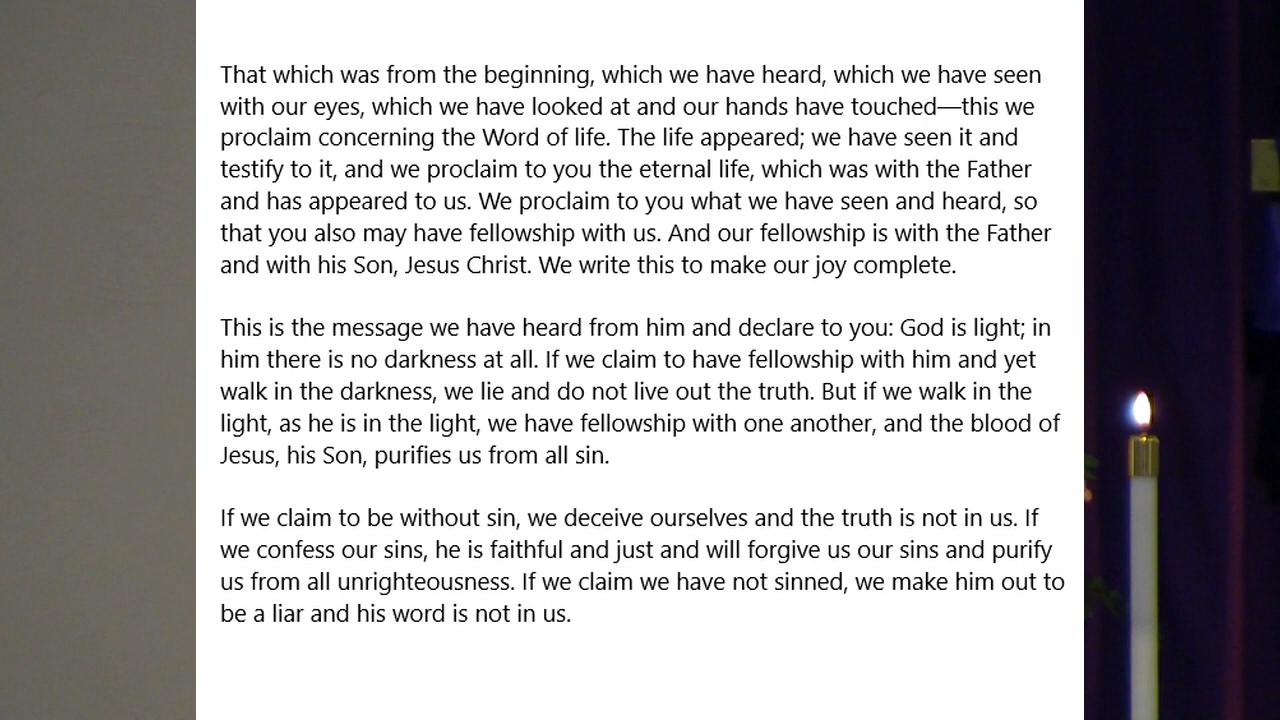 That which was from the beginning, which we have heard, which we have seen
with our eyes, which we have looked at and our hands have touched—this we
proclaim concerning the Word of life. The life appeared; we have seen it and
testify to it, and we proclaim to you the eternal life, which was with the Father
and has appeared to us. We proclaim to you what we have seen and heard, so
that you also may have fellowship with us. And our fellowship is with the Father
and with his Son, Jesus Christ. We write this to make our joy complete.
This is the message we have heard from him and declare to you: God is light; in
him there is no darkness at all. If we claim to have fellowship with him and yet
walk in the darkness, we lie and do not live out the truth. But if we walk in the
light, as he is in the light, we have fellowship with one another, and the blood of
Jesus, his Son, purifies us from all sin.
If we claim to be without sin, we deceive ourselves and the truth is not in us. If
we confess our sins, he is faithful and just and will forgive us our sins and purify
us from all unrighteousness. If we claim we have not sinned, we make him out to
be a liar and his word is not in us.